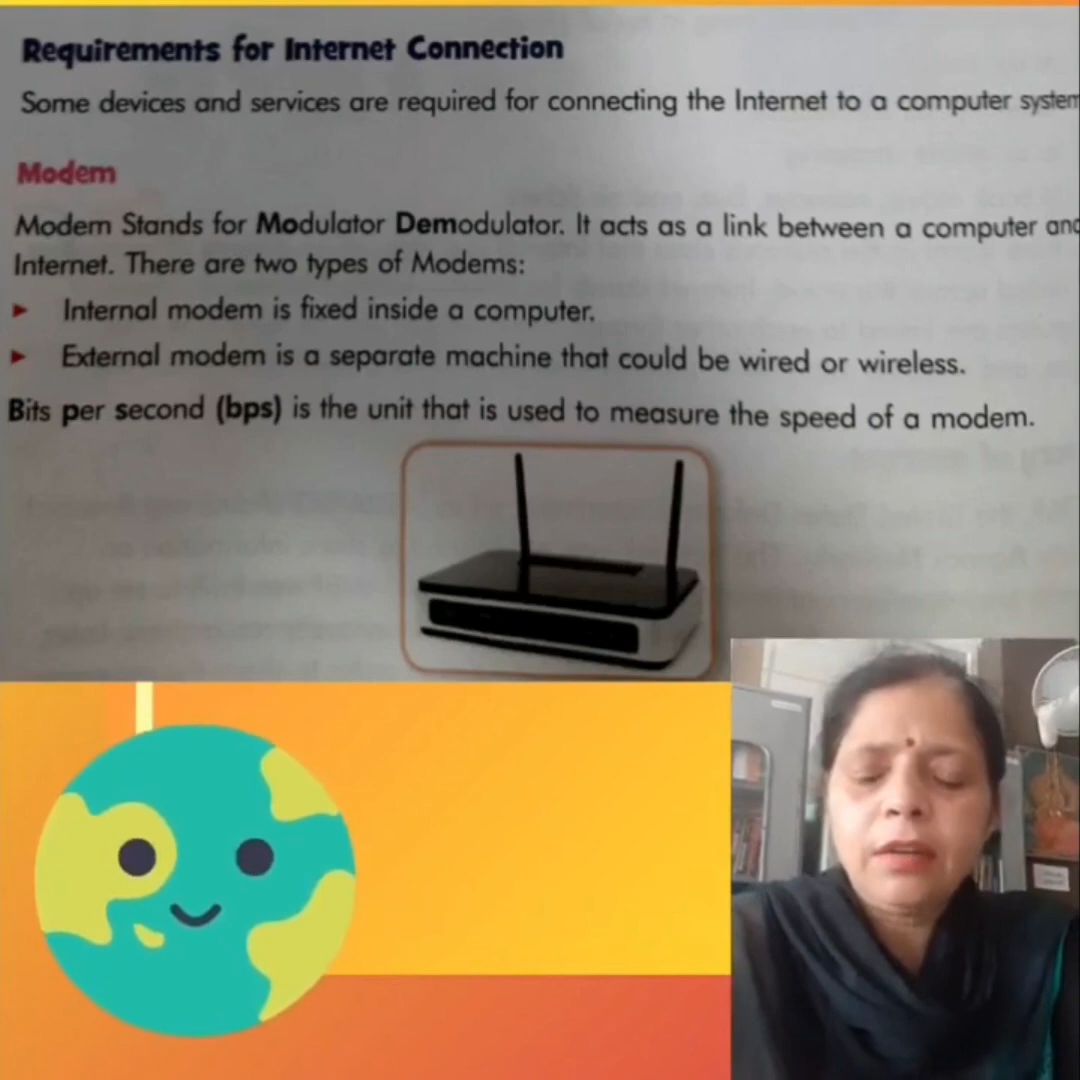 Requirements for Internet Connection
Some devices and services are required for connecting the Internet to a computer system
Modem
Modem Stands for Modulator Demodulator. It acts as a link between a computer and
Internet. There are two types of Modems:
► Internal modem is fixed inside a computer.
► External modem is a separate machine that could be wired or wireless.
Bits per second (bps) is the unit that is used to measure the speed of a modem.